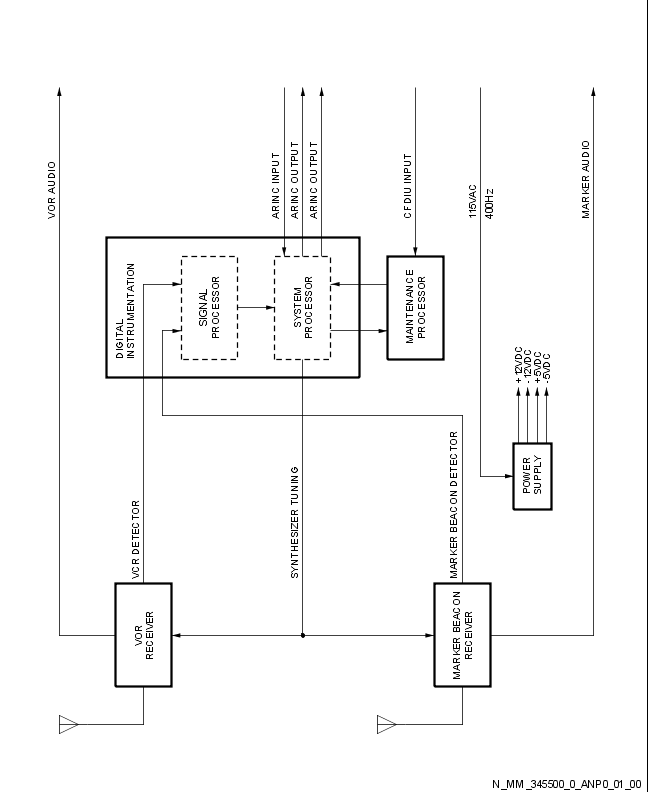 VOR AUDIO
ARINC INPUT
ARINC OUTPUT
ARINC OUTPUT
CFDIU INPUT
115VAC
400Hz
MARKER AUDIO
DIGITAL
INSTRUMENTATION
SIGNAL
PROCESSOR
SYSTEM
PROCESSOR
MAINTENANCE
PROCESSOR
+12VDC
-12VDC
+5VDC
-5VDC
POWER
SUPPLY
VCR DETECTOR
SYNTHESIZER TUNING
MARKER BEACON DETECTOR
VOR
RECEIVER
MARKER BEACON
RECEIVER
N_MM_345500_0_ANP0_01_00